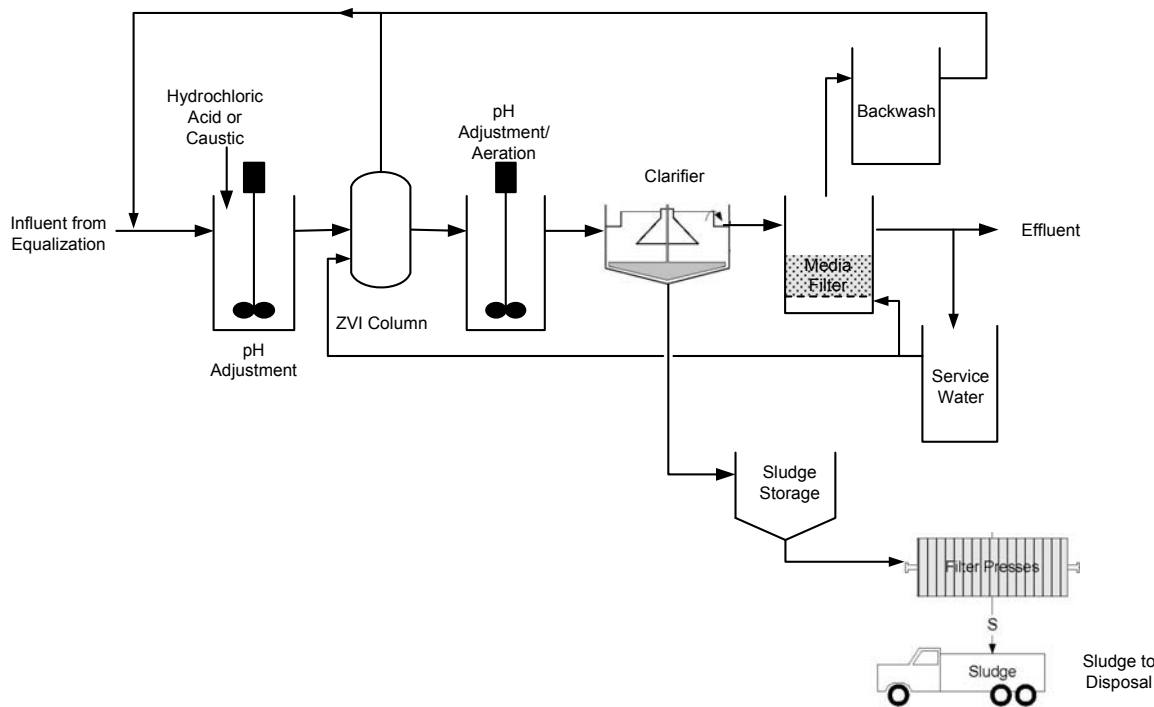 Hydrochloric
Acid or
Caustic
pH
Adjustment/
Aeration
Backwash
Clarifier
Influent from
Equalization
Effluent
Media
Filter
ZVI Column
pH
Adjustment
Service
Water
Sludge
Storage
Filter Presses
S
Sludge
Sludge to
Disposal